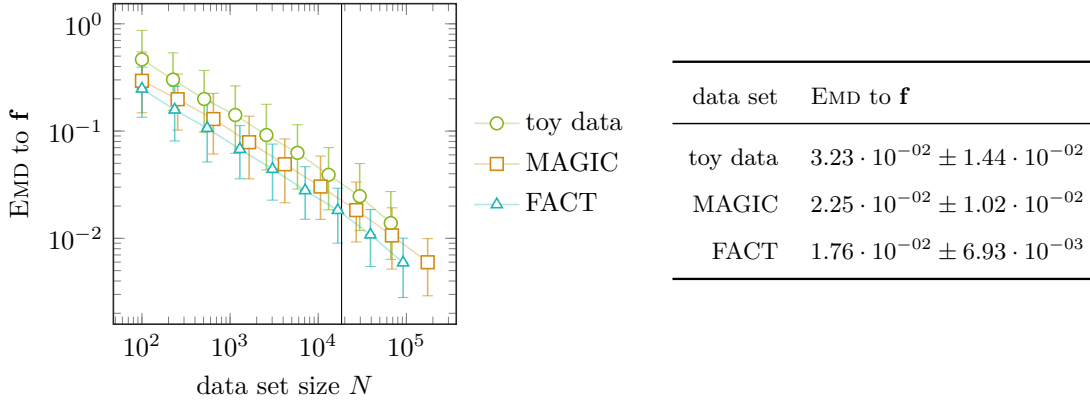 10^0
10^{-1}
10^{-2}
EMD to f
10^2 10^3 10^4 10^5
data set size N
toy data
MAGIC
FACT
data set EMD to f
toy data 3.23 · 10^{-02} ± 1.44 · 10^{-02}
MAGIC 2.25 · 10^{-02} ± 1.02 · 10^{-02}
FACT 1.76 · 10^{-02} ± 6.93 · 10^{-03}